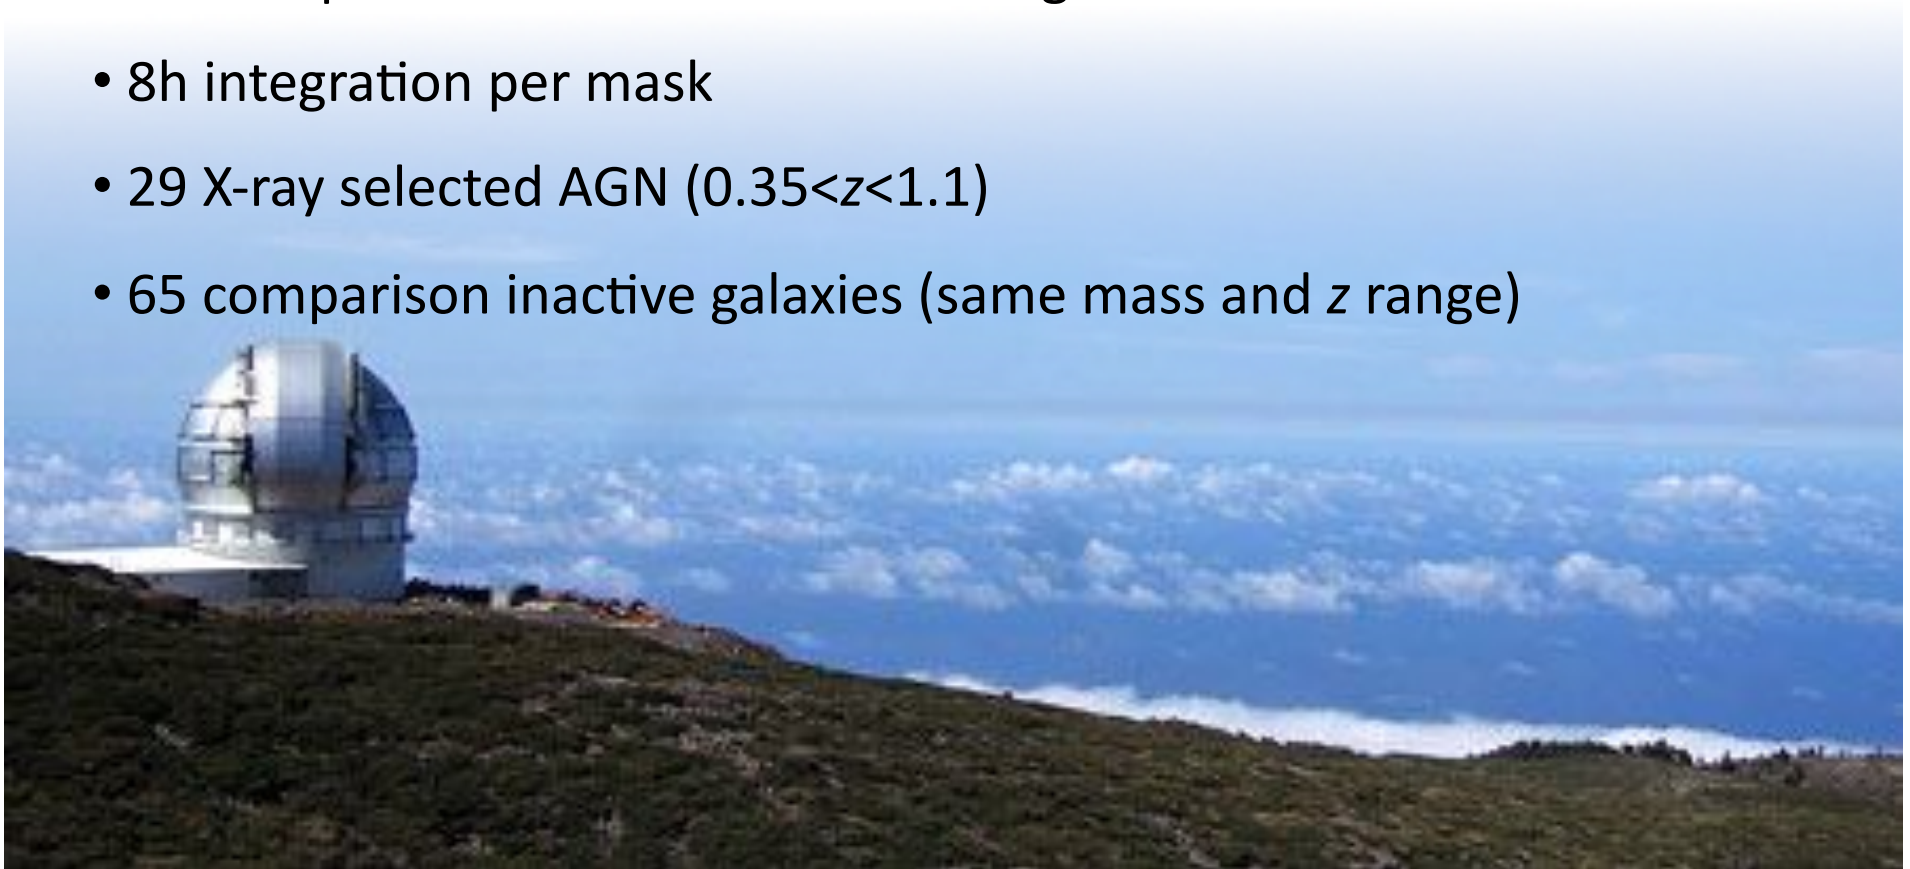 • 8h integration per mask
• 29 X-ray selected AGN (0.35<z<1.1)
• 65 comparison inactive galaxies (same mass and z range)